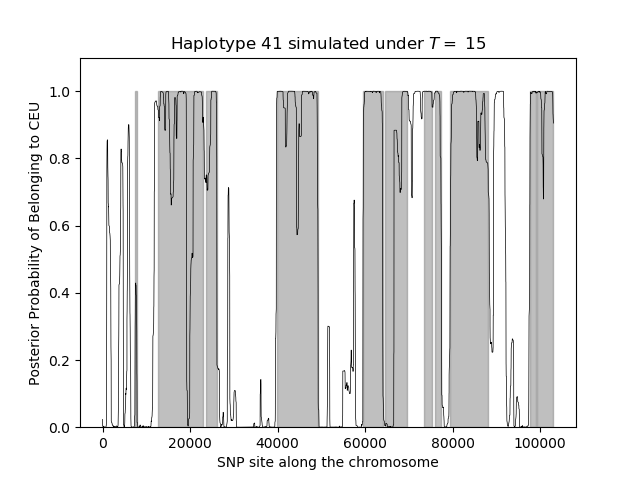 Haplotype 41 simulated under T = 15
Posterior Probability of Belonging to CEU
1.0
0.8
0.6
0.4
0.2
0.0
0 20000 40000 60000 80000 100000
SNP site along the chromosome